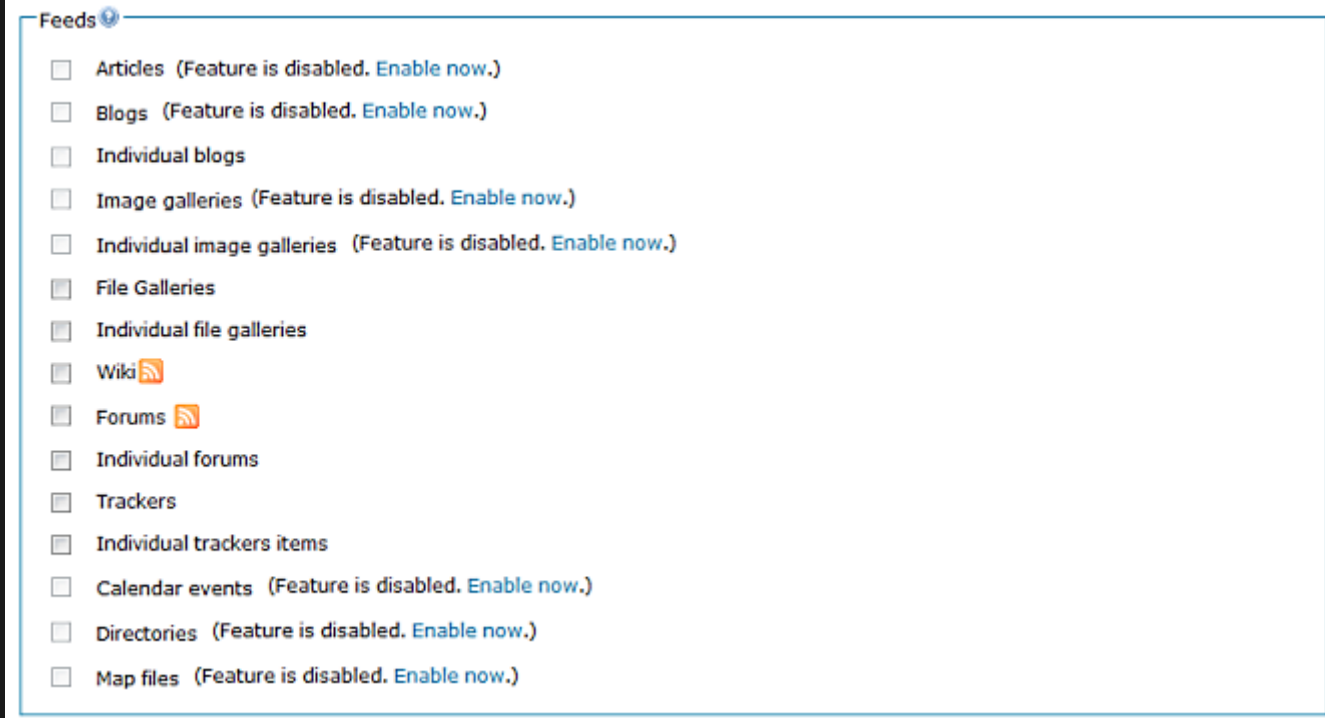 Feeds
Articles (Feature is disabled. Enable now.)
Blogs (Feature is disabled. Enable now.)
Individual blogs
Image galleries (Feature is disabled. Enable now.)
Individual image galleries (Feature is disabled. Enable now.)
File Galleries
Individual file galleries
Wiki
Forums
Individual forums
Trackers
Individual trackers items
Calendar events (Feature is disabled. Enable now.)
Directories (Feature is disabled. Enable now.)
Map files (Feature is disabled. Enable now.)